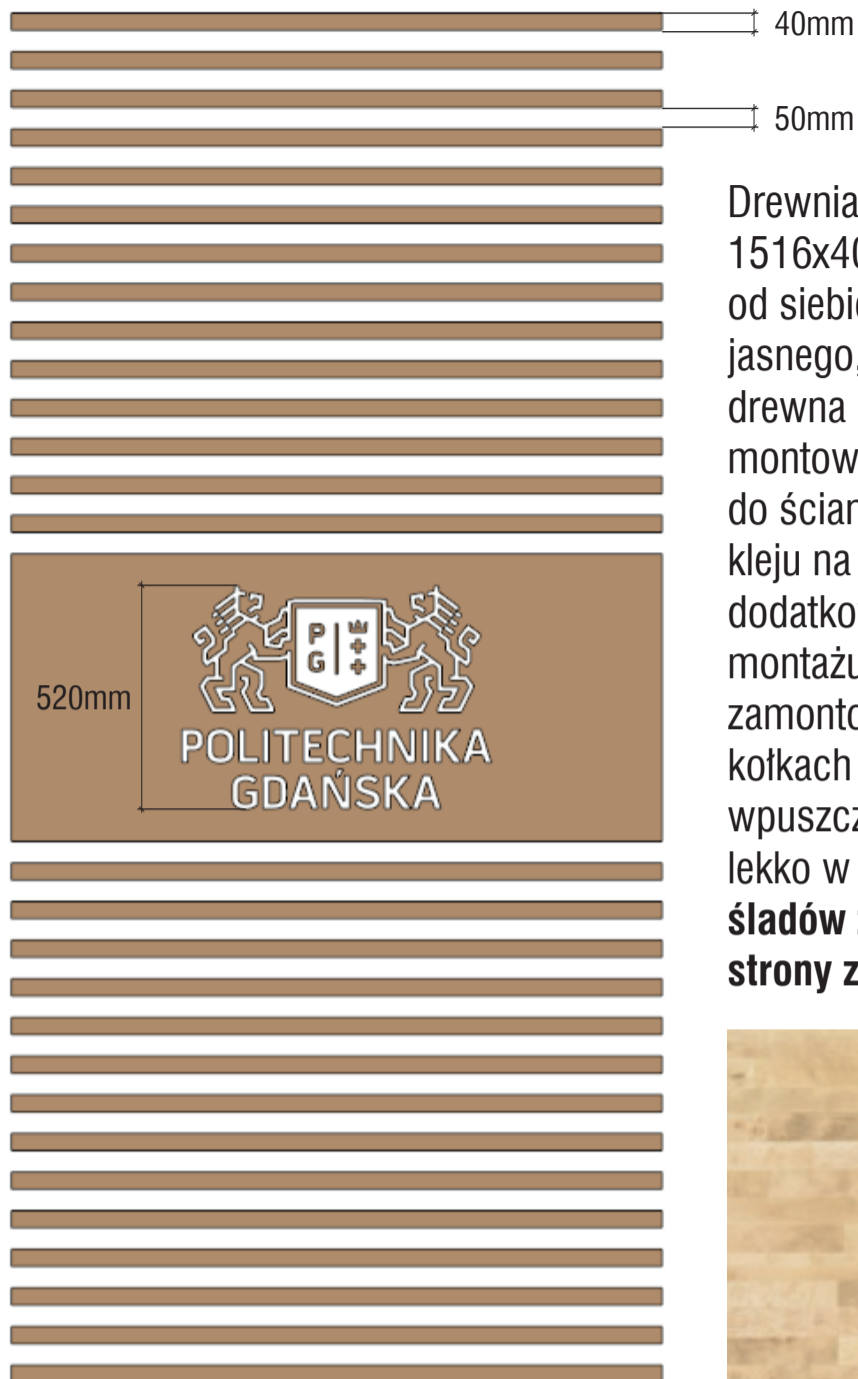 40mm
50mm
Drewnia
1516x40
od siebie
jasnego,
drewna
montow
do ścian
kleju na
dodatko
montażu
zamonto
kołkach
wpuszcz
lekko w
śladów
strony z
520mm
P
G
POLITECHNIKA
GDAŃSKA